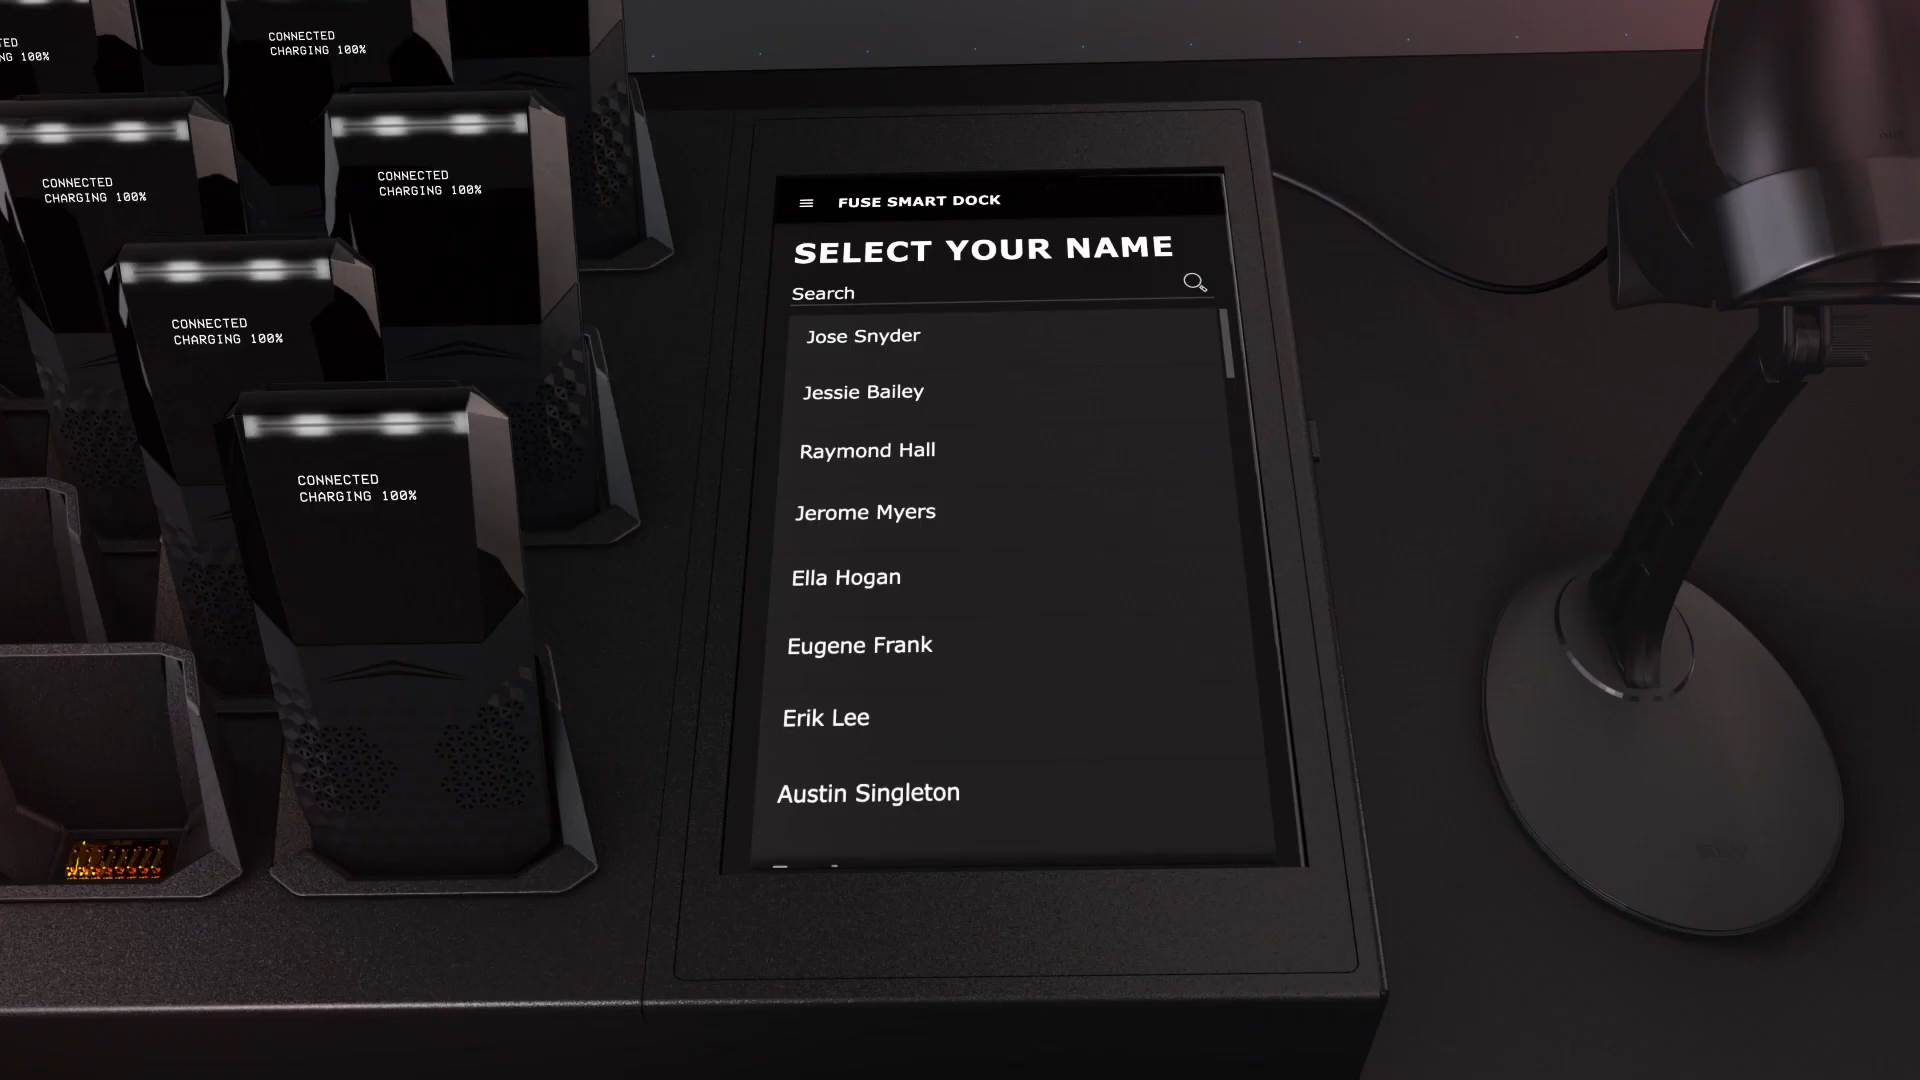 CONNECTED
CHARGING 100%
CONNECTED
CHARGING 100%
CONNECTED
CHARGING 100%
CONNECTED
CHARGING 100%
CONNECTED
CHARGING 100%
FUSE SMART DOCK
SELECT YOUR NAME
Search
Jose Snyder
Jessie Bailey
Raymond Hall
Jerome Myers
Ella Hogan
Eugene Frank
Erik Lee
Austin Singleton